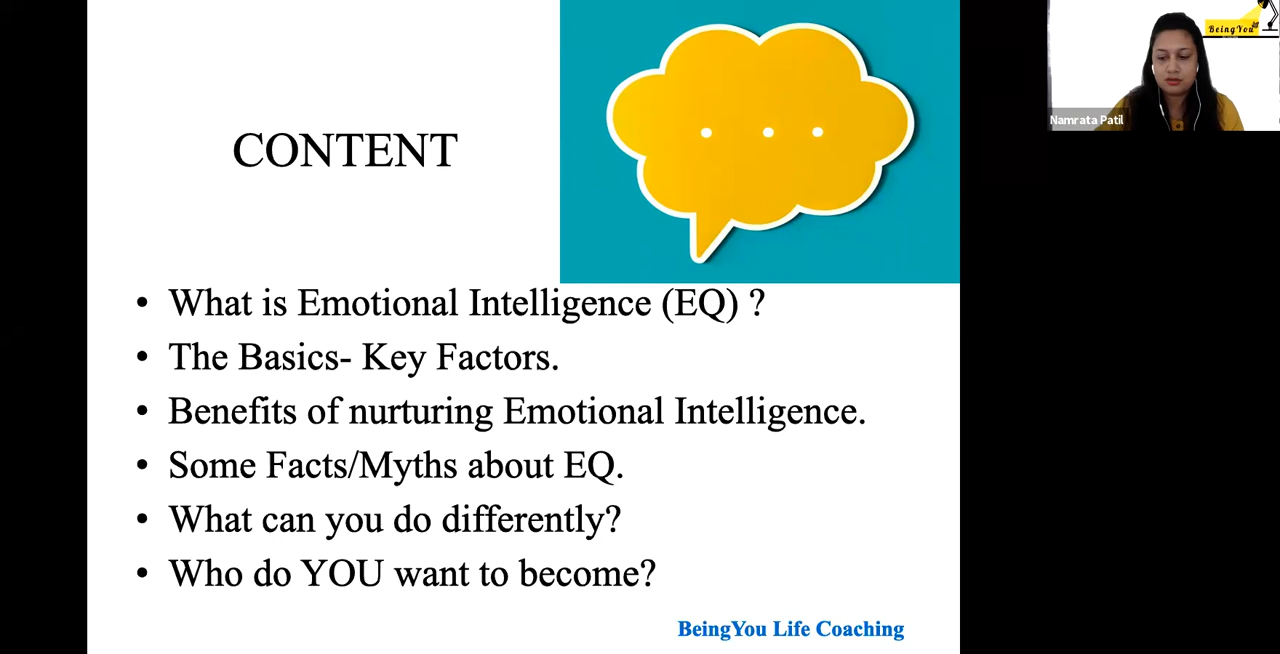 CONTENT
• What is Emotional Intelligence (EQ) ?
• The Basics- Key Factors.
• Benefits of nurturing Emotional Intelligence.
• Some Facts/Myths about EQ.
• What can you do differently?
• Who do YOU want to become?
BeingYou Life Coaching
BeingYou
Namrata Patil